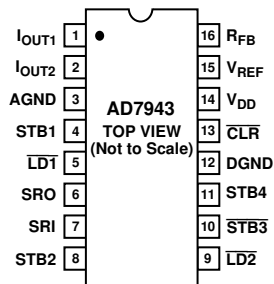 IOUT1 1 16 RFB
IOUT2 2 15 VREF
AGND 3 14 VDD
AD7943
STB1 4 TOP VIEW 13 CLR
(Not to Scale)
LD1 5 12 DGND
SRO 6 11 STB4
SRI 7 10 STB3
STB2 8 9 LD2